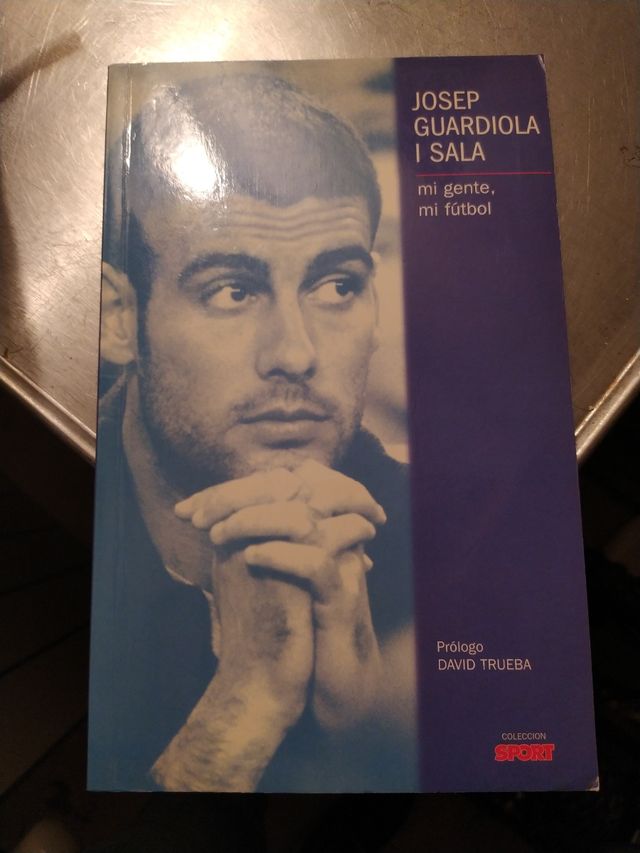 JOSEP
GUARDIOLA
I SALA
mi gente,
mi fútbol
Prólogo
DAVID TRUEBA
COLECCION
SPORT